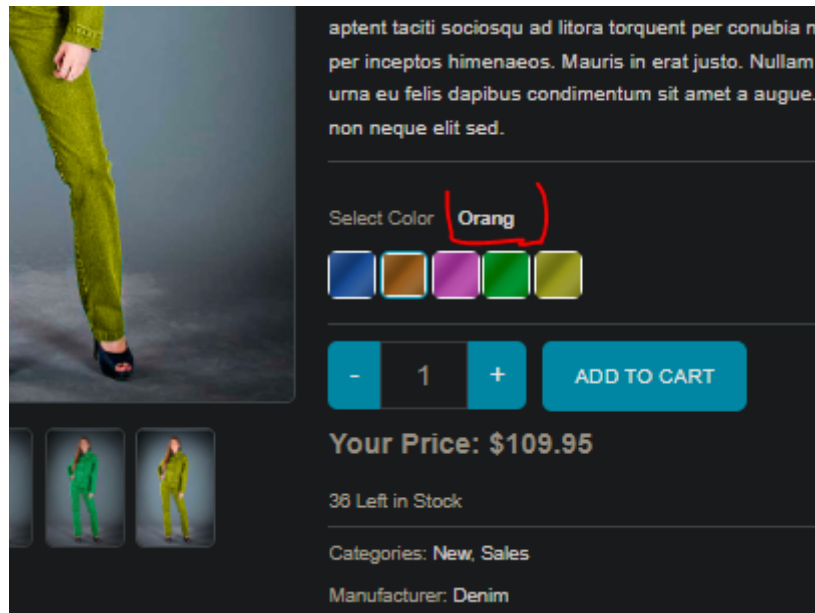 aptent taciti sociosqu ad litora torquent per conubia
per inceptos himenaeos. Mauris in erat justo. Nullam
urna eu felis dapibus condimentum sit amet a augue.
non neque elit sed.
Select Color Orang
- 1 + ADD TO CART
Your Price: $109.95
36 Left in Stock
Categories: New, Sales
Manufacturer: Denim